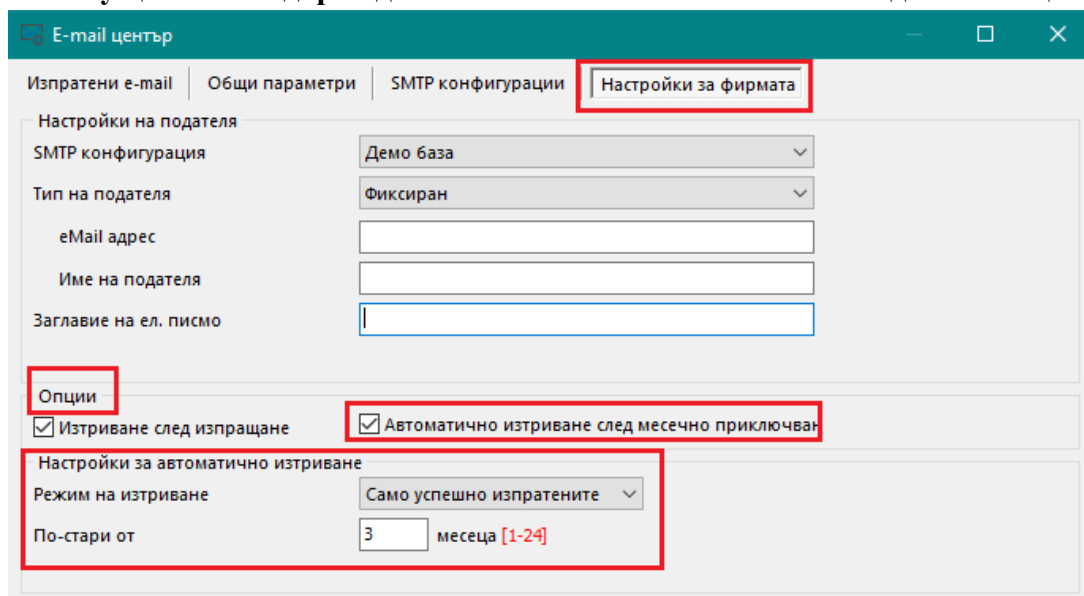 E-mail център
Изпратени e-mail Общи параметри SMTP конфигурации Настройки за фирмата
Настройки на подателя
SMTP конфигурация Демо база
Тип на подателя Фиксиран
eMail адрес
Име на подателя
Заглавие на ел. писмо
Опции
Изтриване след изпращане Автоматично изтриване след месечно приключван
Настройки за автоматично изтриване
Режим на изтриване Само успешно изпратените
По-стари от 3 месеца [1-24]